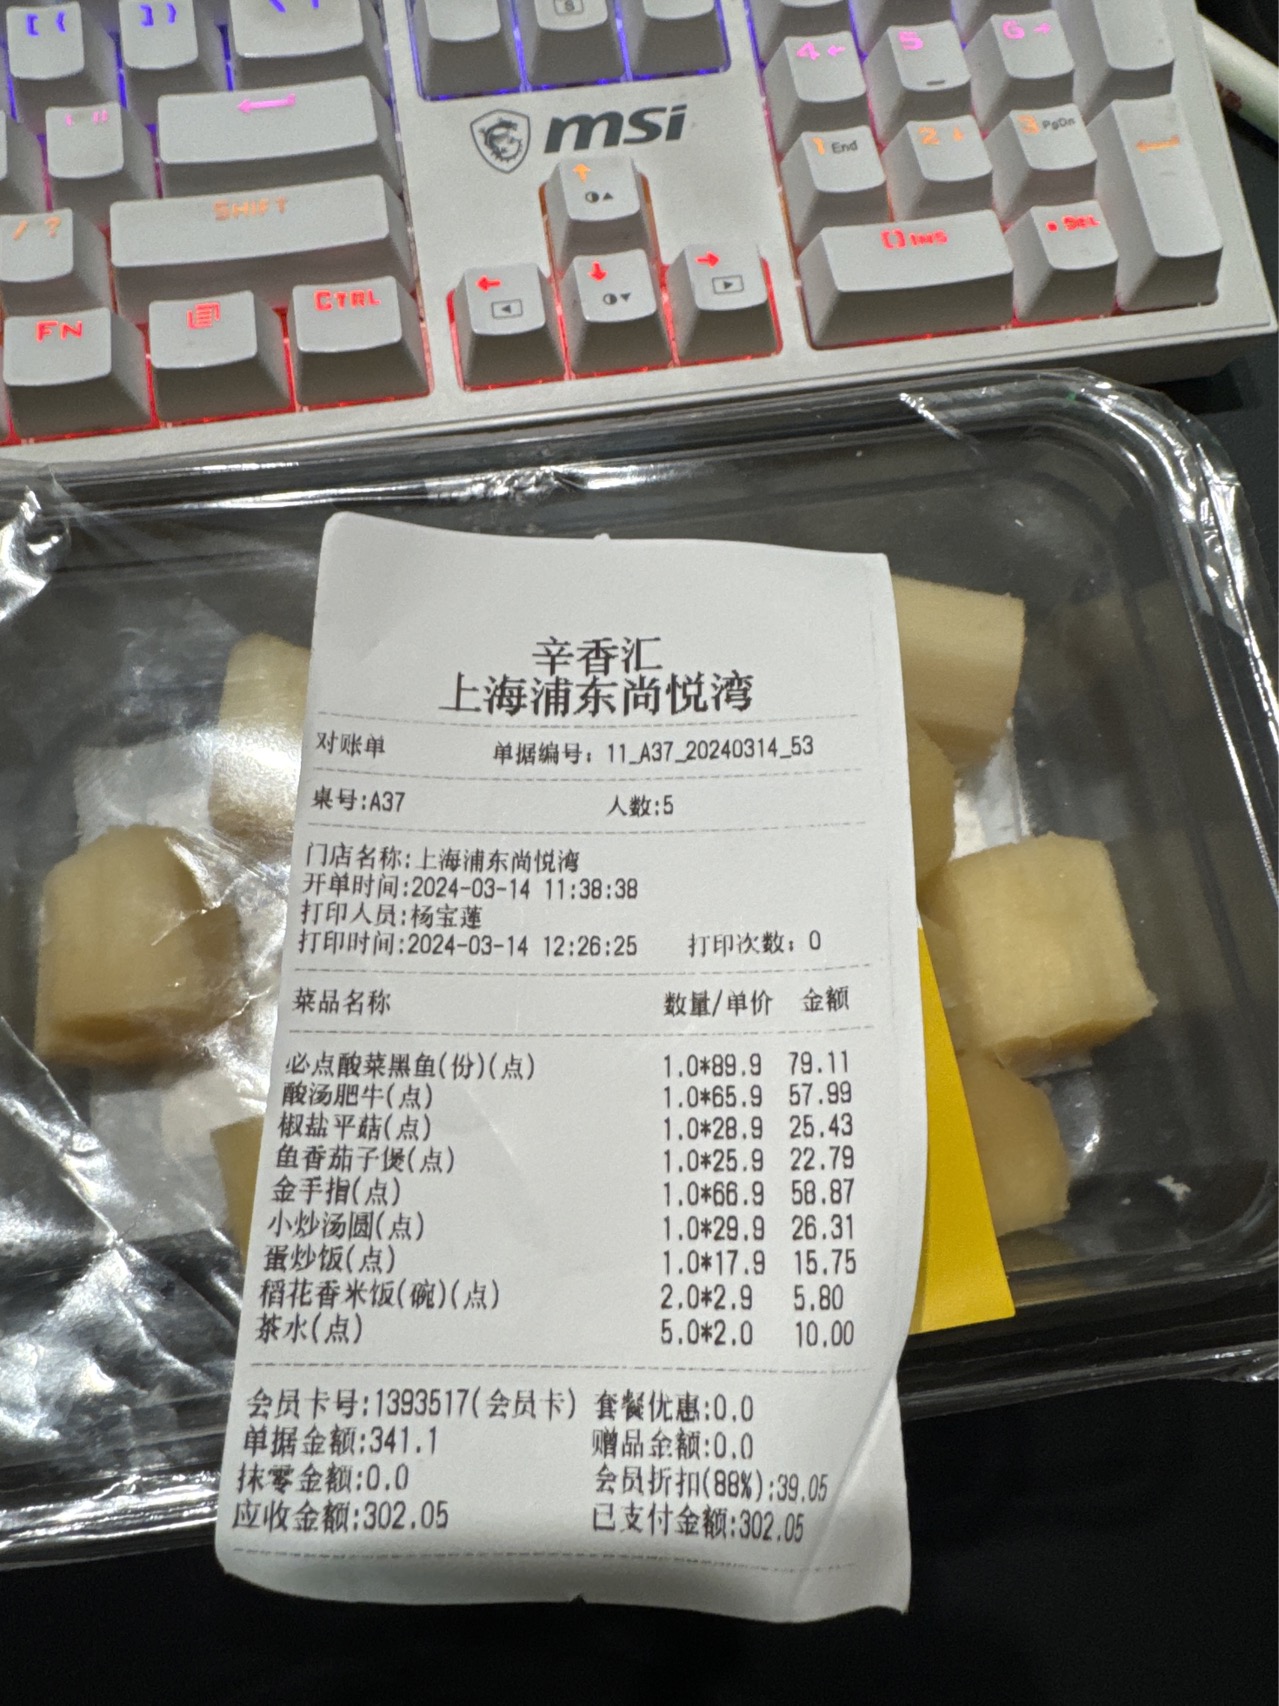 [ {
] }
S
4 ←
5
6 →
" '
msi
1 End
2 ↓
3 PgDn
/ ?
SHIFT
0 INS
. DEL
FN
CTRL
辛香汇
上海浦东尚悦湾
对账单 单据编号: 11_A37_20240314_53
桌号:A37 人数:5
门店名称:上海浦东尚悦湾
开单时间:2024-03-14 11:38:38
打印人员:杨宝莲
打印时间:2024-03-14 12:26:25 打印次数: 0
菜品名称 数量/单价 金额
必点酸菜黑鱼(份)(点) 1.0*89.9 79.11
酸汤肥牛(点) 1.0*65.9 57.99
椒盐平菇(点) 1.0*28.9 25.43
鱼香茄子煲(点) 1.0*25.9 22.79
金手指(点) 1.0*66.9 58.87
小炒汤圆(点) 1.0*29.9 26.31
蛋炒饭(点) 1.0*17.9 15.75
稻花香米饭(碗)(点) 2.0*2.9 5.80
茶水(点) 5.0*2.0 10.00
会员卡号:1393517(会员卡) 套餐优惠:0.0
单据金额:341.1 赠品金额:0.0
抹零金额:0.0 会员折扣(88%):39.05
应收金额:302.05 已支付金额:302.05